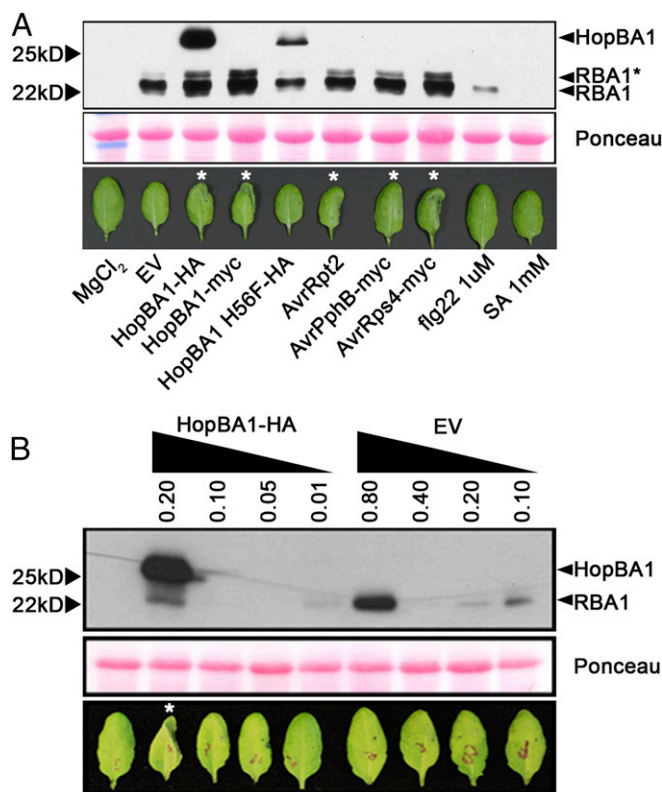 A
25kD
22kD
HopBA1
RBA1*
RBA1
Ponceau
* * * * *
MgCl₂
EV
HopBA1-HA
HopBA1-myc
HopBA1 H56F-HA
AvrRpt2
AvrPphB-myc
AvrRps4-myc
flg22 1uM
SA 1mM
B
HopBA1-HA EV
0.20 0.10 0.05 0.01 0.80 0.40 0.20 0.10
25kD
22kD
HopBA1
RBA1
Ponceau
*